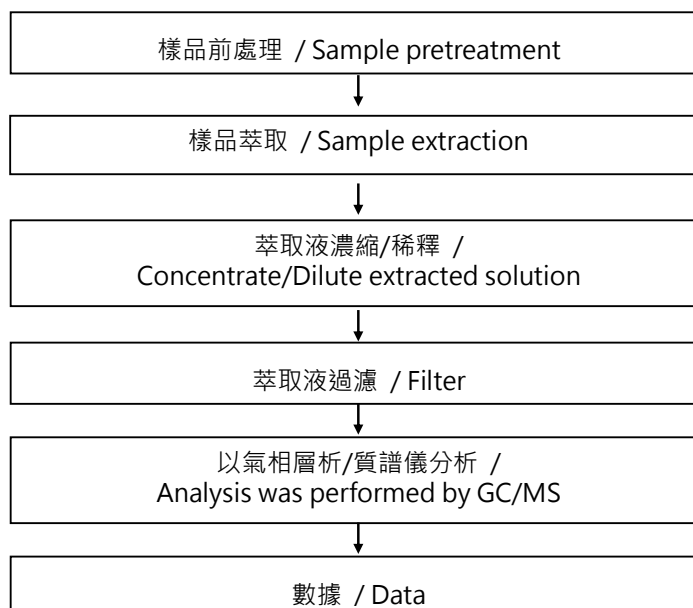 樣品前處理 / Sample pretreatment
樣品萃取 / Sample extraction
萃取液濃縮/稀釋 /
Concentrate/Dilute extracted solution
萃取液過濾 / Filter
以氣相層析/質譜儀分析 /
Analysis was performed by GC/MS
數據 / Data